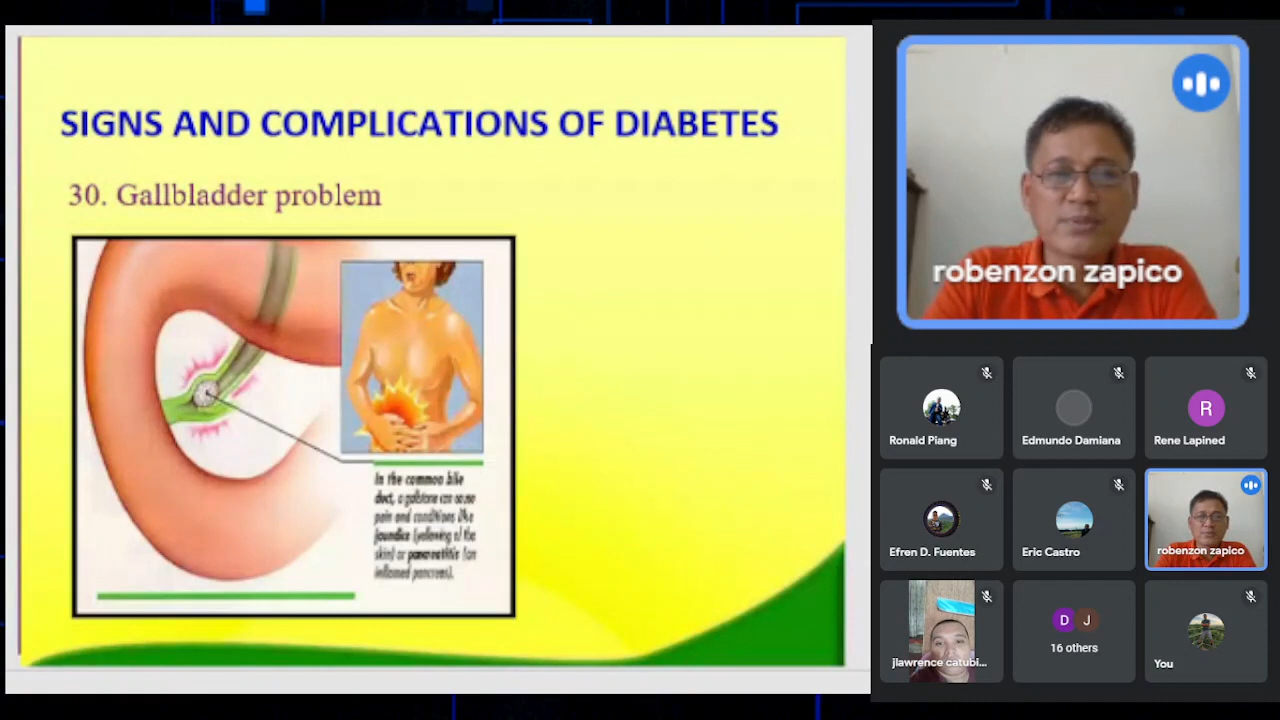 SIGNS AND COMPLICATIONS OF DIABETES
30. Gallbladder problem
In the common bile
duct, a gallstone can cause
pain and conditions like
jaundice (yellowing of the
skin) or pancreatitis (an
inflamed pancreas).
robenzon zapico
Ronald Piang
Edmundo Damiana
R
Rene Lapined
Efren D. Fuentes
Eric Castro
robenzon zapico
jlawrence catubi...
D J
16 others
You